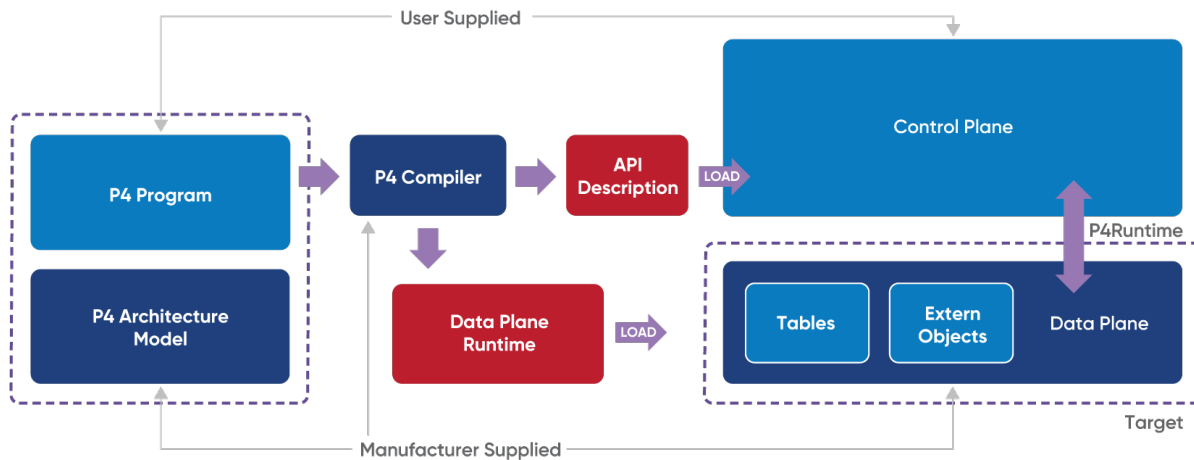 User Supplied
Control Plane
P4 Program
P4 Compiler
API
Description
LOAD
P4Runtime
P4 Architecture
Model
Data Plane
Runtime
LOAD
Tables
Extern
Objects
Data Plane
Target
Manufacturer Supplied